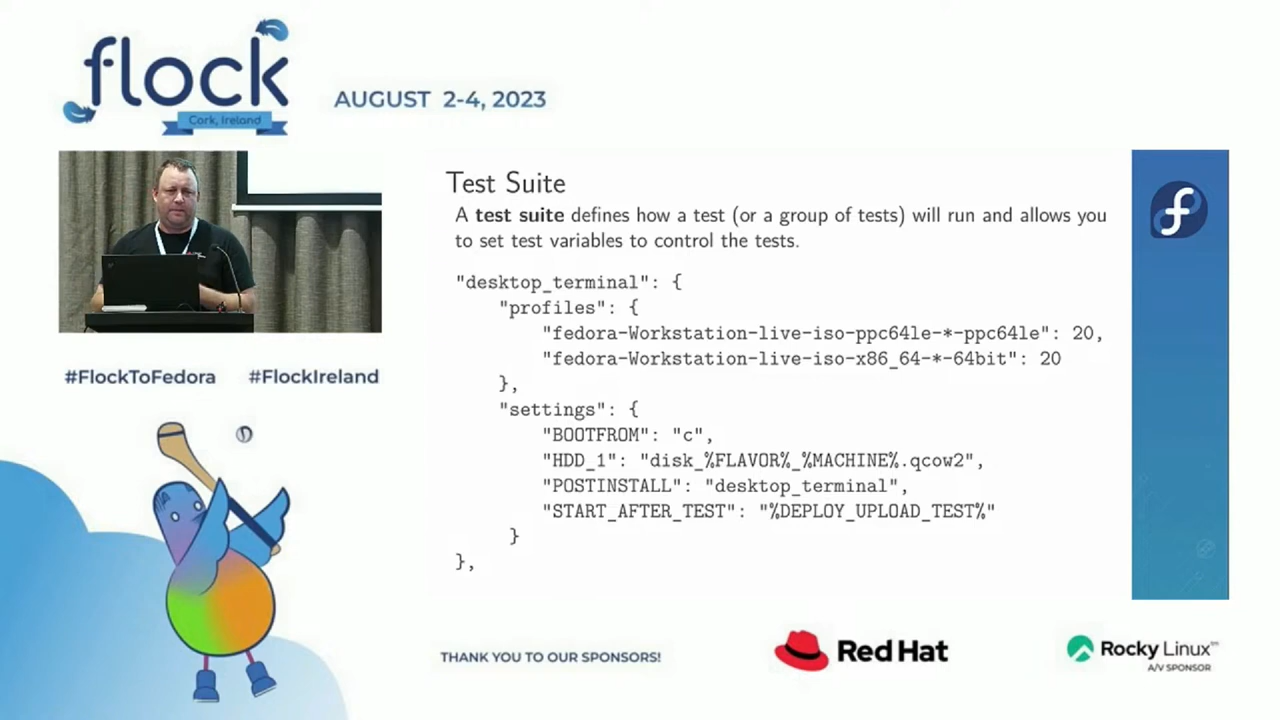 flock
Cork, Ireland
AUGUST 2-4, 2023
Test Suite
A test suite defines how a test (or a group of tests) will run and allows you
to set test variables to control the tests.
"desktop_terminal": {
"profiles": {
"fedora-Workstation-live-iso-ppc64le-*-ppc64le": 20,
"fedora-Workstation-live-iso-x86_64-*-64bit": 20
},
"settings": {
"BOOTFROM": "c",
"HDD_1": "disk_%FLAVOR%_%MACHINE%.qcow2",
"POSTINSTALL": "desktop_terminal",
"START_AFTER_TEST": "%DEPLOY_UPLOAD_TEST%"
}
},
#FlockToFedora #FlockIreland
THANK YOU TO OUR SPONSORS!
Red Hat
Rocky Linux™
A/V SPONSOR